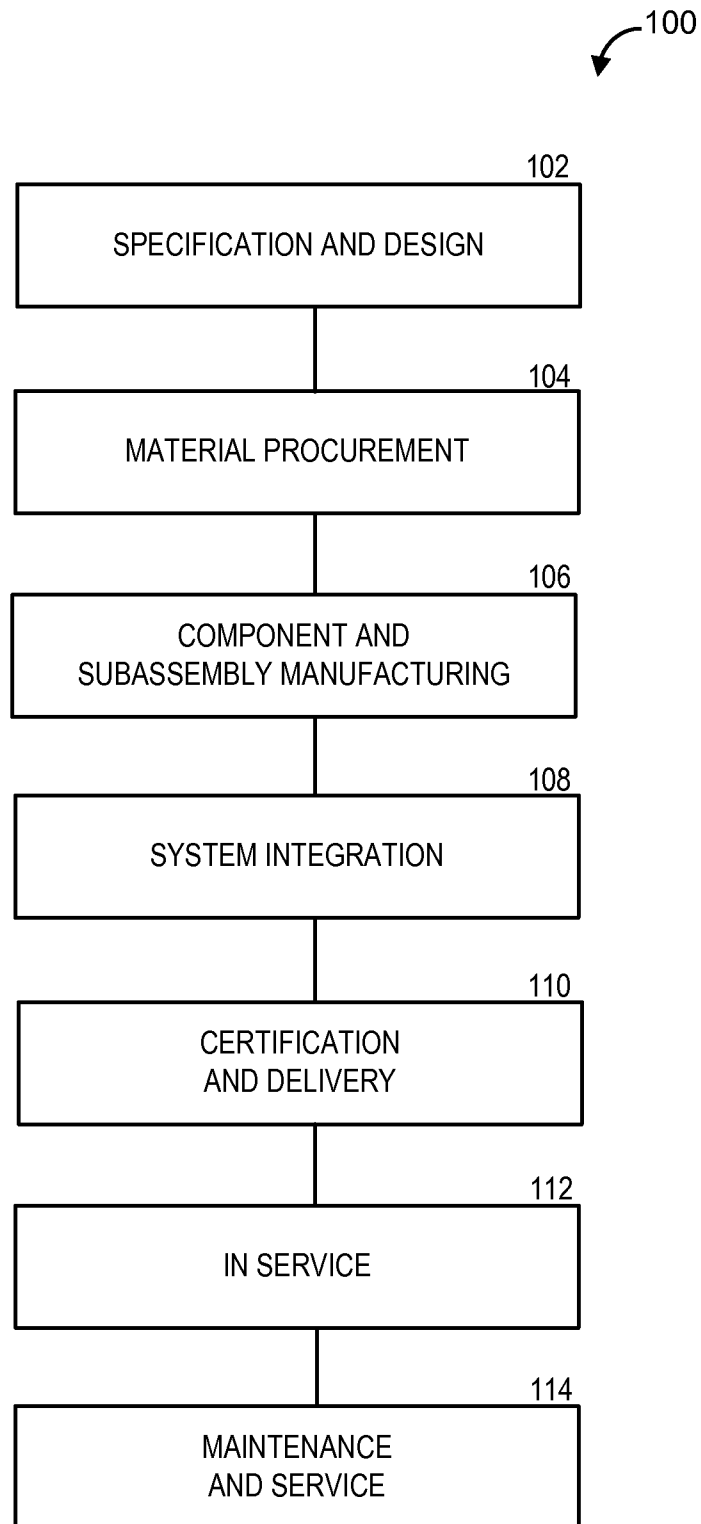 100
102
SPECIFICATION AND DESIGN
104
MATERIAL PROCUREMENT
106
COMPONENT AND
SUBASSEMBLY MANUFACTURING
108
SYSTEM INTEGRATION
110
CERTIFICATION
AND DELIVERY
112
IN SERVICE
114
MAINTENANCE
AND SERVICE